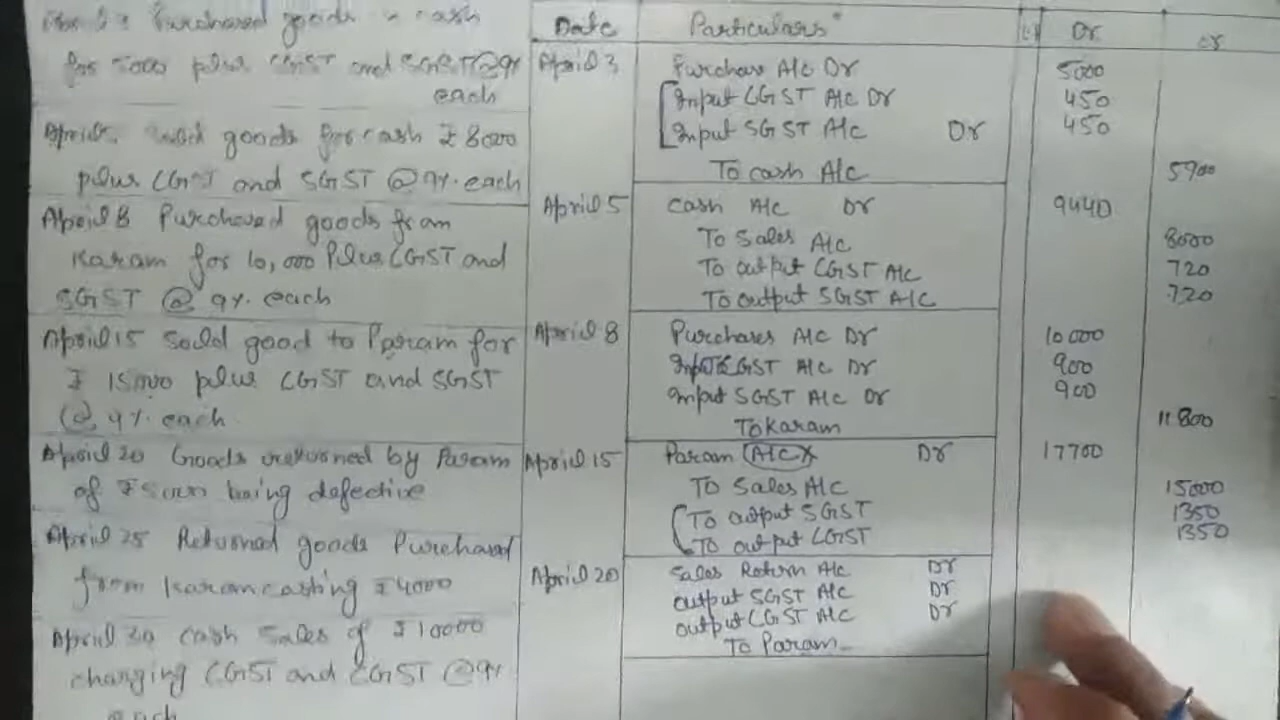 Purchased goods in cash
for 5000 plus CGST and SGST @ 9%
each
April 5 sold goods for cash ₹ 8000
plus CGST and SGST @ 9%. each
April 8 Purchased goods from
Karam for 10,000 Plus CGST and
SGST @ 9%. each
April 15 Sold good to Param for
₹ 15000 plus CGST and SGST
@ 9%. each.
April 20 Goods returned by Param
of ₹ 5000 being defective
April 25 Returned goods Purchased
from Karam costing ₹ 4000
April 30 cash sales of ₹ 10000
charging CGST and SGST @ 9%
each
Date Particulars Dr Cr
April 3 Purchase A/c Dr 5000
Input CGST A/c Dr 450
Input SGST A/c Dr 450
To cash A/c 5900
April 5 Cash A/c Dr 9440
To Sales A/c 8000
To output CGST A/c 720
To output SGST A/c 720
April 8 Purchases A/c Dr 10000
Input CGST A/c Dr 900
Input SGST A/c Dr 900
To Karam 11800
April 15 Param A/c x Dr 17700
To Sales A/c 15000
To output SGST 1350
To output CGST 1350
April 20 Sales Return A/c Dr
output SGST A/c Dr
output CGST A/c Dr
To Param